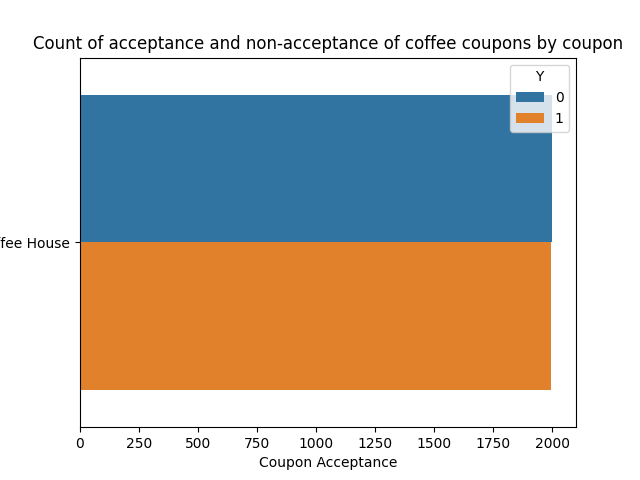 Count of acceptance and non-acceptance of coffee coupons by coupon
Y
0
1
fee House
0 250 500 750 1000 1250 1500 1750 2000
Coupon Acceptance